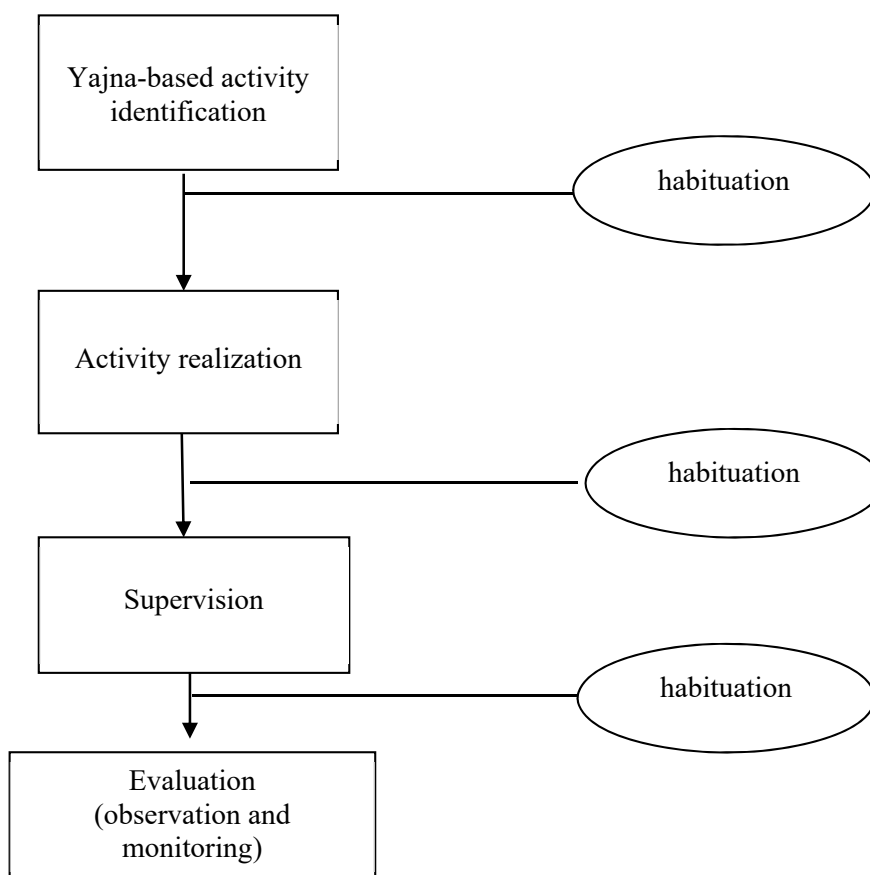 Yajna-based activity
identification
habituation
Activity realization
habituation
Supervision
habituation
Evaluation
(observation and
monitoring)